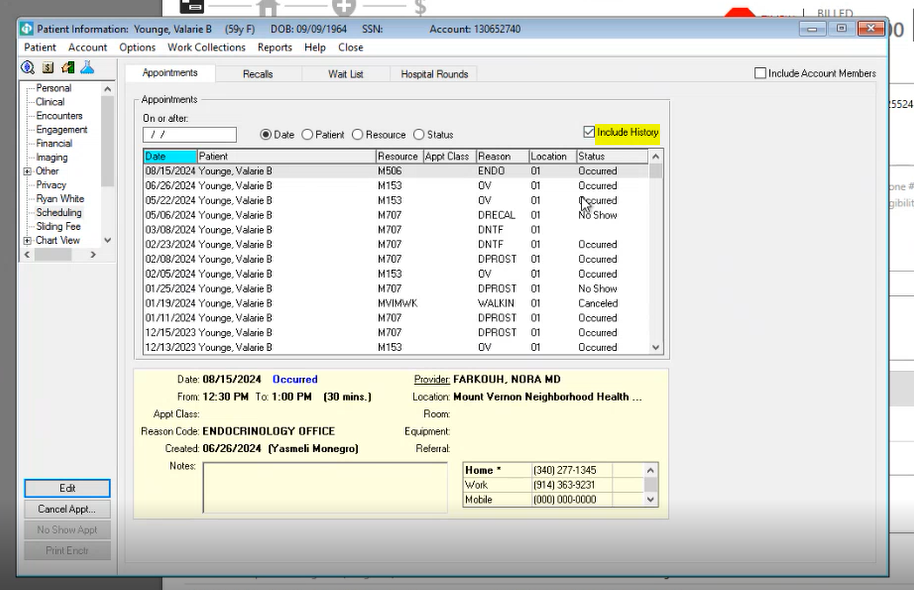 $
BILLED
Patient Information: Younge, Valarie B (59y F) DOB: 09/09/1964 SSN: Account: 130652740
Patient Account Options Work Collections Reports Help Close
Appointments Recalls Wait List Hospital Rounds Include Account Members
Personal
Clinical
Encounters
Engagement
Financial
Imaging
Other
Privacy
Ryan White
Scheduling
Sliding Fee
Chart View
Appointments
On or after:
/ / Date Patient Resource Status Include History
Date Patient Resource Appt Class Reason Location Status
08/15/2024 Younge, Valarie B M506 ENDO 01 Occurred
06/26/2024 Younge, Valarie B M153 OV 01 Occurred
05/22/2024 Younge, Valarie B M153 OV 01 Occurred
05/06/2024 Younge, Valarie B M707 DRECAL 01 No Show
03/08/2024 Younge, Valarie B M707 DNTF 01
02/23/2024 Younge, Valarie B M707 DNTF 01 Occurred
02/08/2024 Younge, Valarie B M707 DPROST 01 Occurred
02/05/2024 Younge, Valarie B M153 OV 01 Occurred
01/25/2024 Younge, Valarie B M707 DPROST 01 No Show
01/19/2024 Younge, Valarie B MVIMWK WALKIN 01 Canceled
01/11/2024 Younge, Valarie B M707 DPROST 01 Occurred
12/15/2023 Younge, Valarie B M707 DPROST 01 Occurred
12/13/2023 Younge, Valarie B M153 OV 01 Occurred
Date: 08/15/2024 Occurred Provider: FARKOUH, NORA MD
From: 12:30 PM To: 1:00 PM (30 mins.) Location: Mount Vernon Neighborhood Health ...
Appt Class: Room:
Reason Code: ENDOCRINOLOGY OFFICE Equipment:
Created: 06/26/2024 (Yasmeli Monegro) Referral:
Notes:
Home * (340) 277-1345
Work (914) 363-9231
Mobile (000) 000-0000
Edit
Cancel Appt...
No Show Appt
Print Enctr